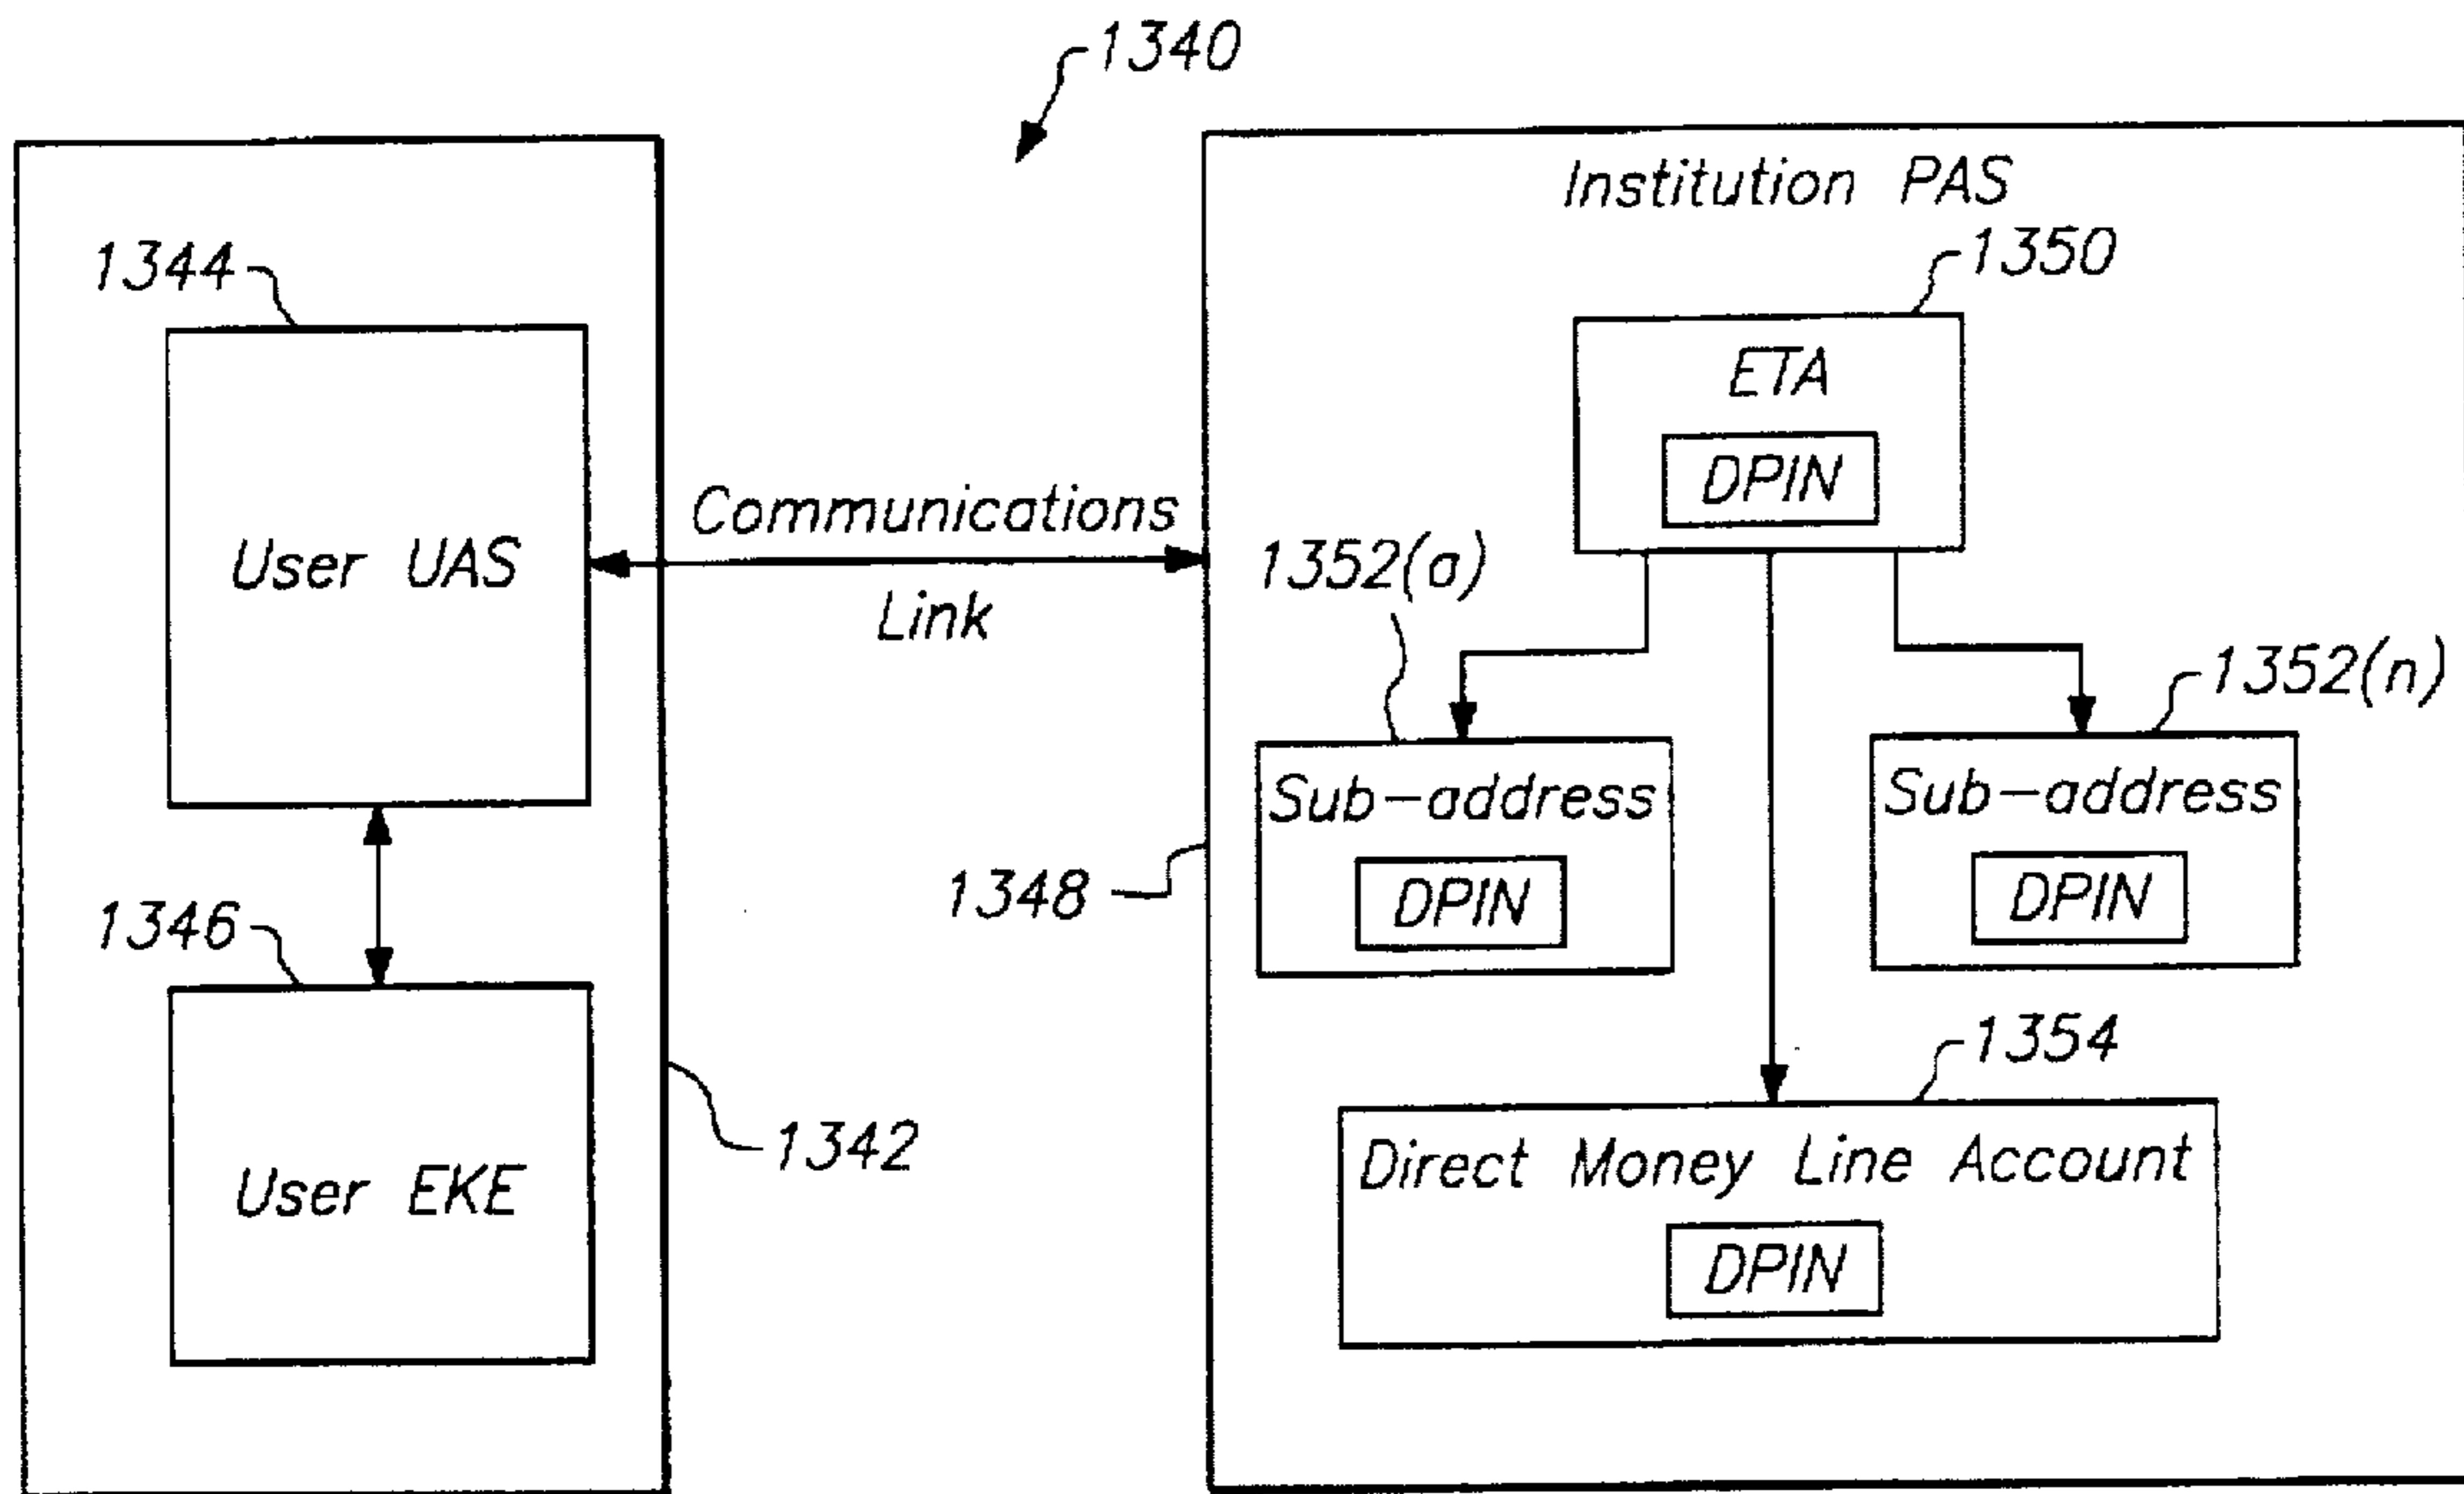 1340
Institution PAS
1344
1350
ETA
DPIN
Communications
User UAS
1352(a)
Link
1352(n)
Sub-address
Sub-address
DPIN
DPIN
1348
1346
1354
1342
Direct Money Line Account
User EKE
DPIN